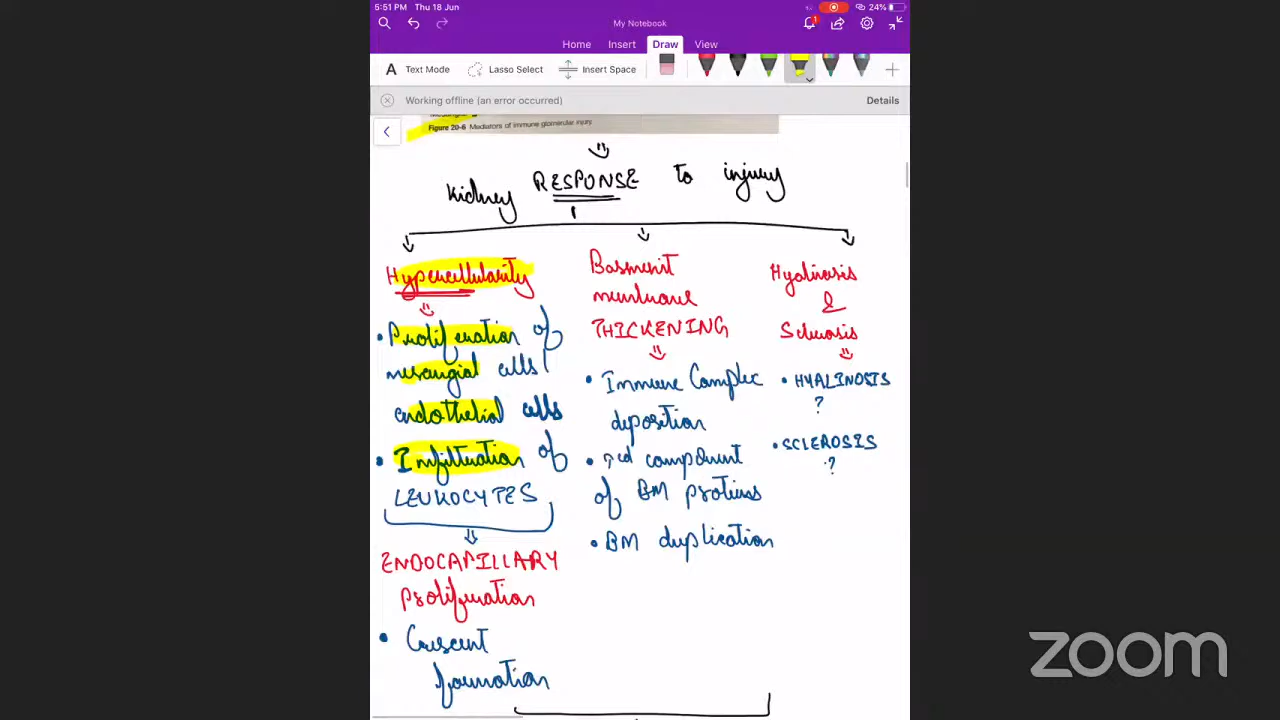 5:51 PM Thu 18 Jun
24%
My Notebook
Home Insert Draw View
A Text Mode Lasso Select Insert Space
Working offline (an error occurred) Details
Figure 20-6 Mediators of immune glomerular injury
Kidney RESPONSE to injury
Hypercellularity
• Proliferation of
mesangial cells
endothelial cells
• Infiltration of
LEUKOCYTES
ENDOCAPILLARY
Proliferation
• Crescent
formation
Basment
membrane
THICKENING
• Immune Complex
deposition
• ↑ed component
of BM proteins
• BM duplication
Hyalinosis
&
Sclerosis
• HYALINOSIS
?
• SCLEROSIS
?
zoom